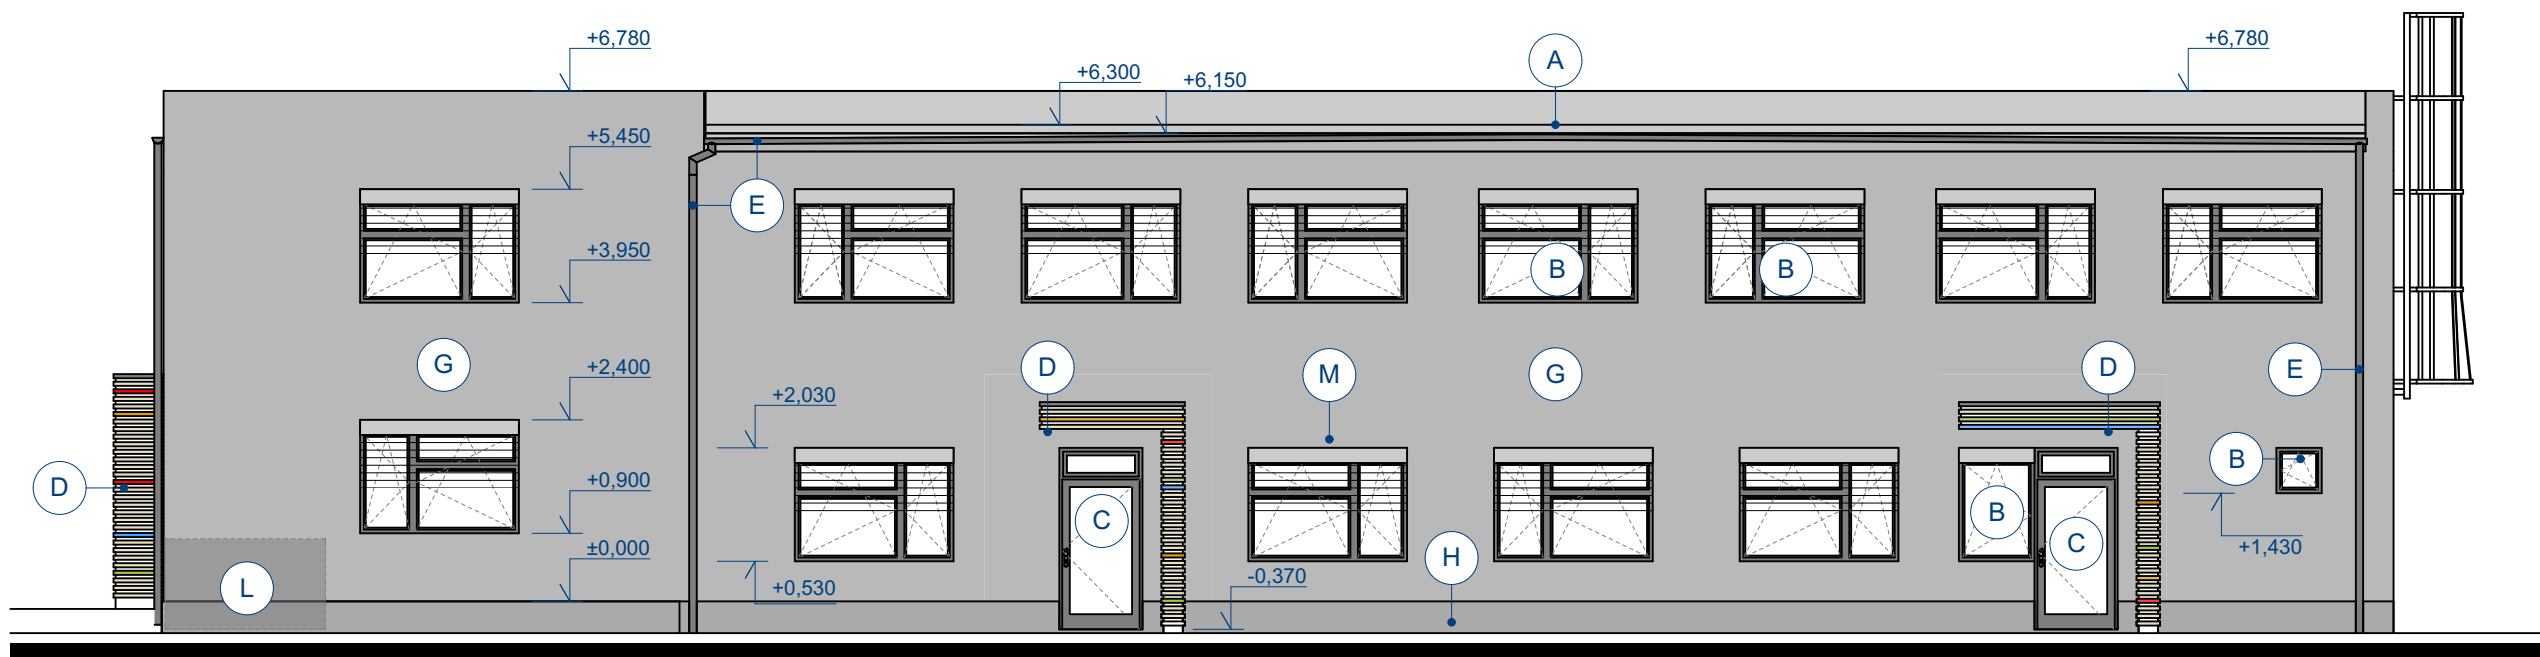 +6,780
A
+6,780
+6,300
+6,150
+5,450
E
+3,950
B
B
G
+2,400
D
M
G
D
E
+2,030
D
+0,900
B
B
C
C
±0,000
+1,430
L
+0,530
-0,370
H